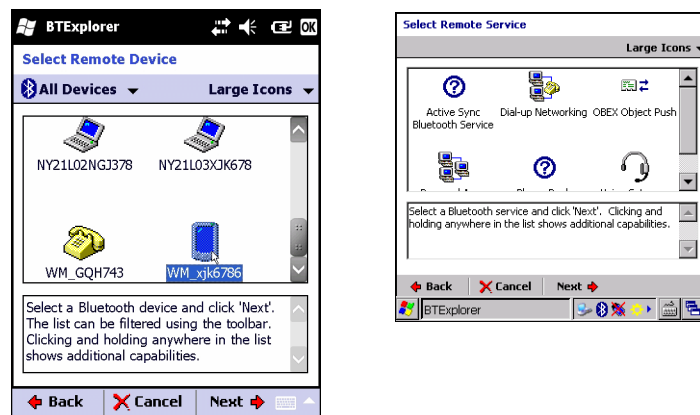 BTExplorer
OK
Select Remote Device
All Devices
Large Icons
NY21L02NGJ378 NY21L03XJK678
WM_GQH743 WM_xjk6786
Select a Bluetooth device and click 'Next'.
The list can be filtered using the toolbar.
Clicking and holding anywhere in the list
shows additional capabilities.
Back Cancel Next
Select Remote Service
Large Icons
Active Sync
Bluetooth Service
Dial-up Networking
OBEX Object Push
Select a Bluetooth service and click 'Next'. Clicking and
holding anywhere in the list shows additional capabilities.
Back Cancel Next
BTExplorer